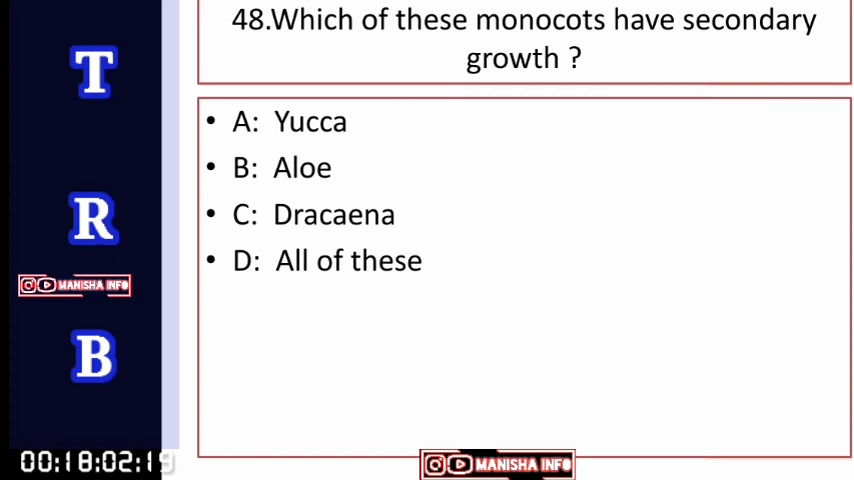 48.Which of these monocots have secondary
growth ?
T
R
B
• A: Yucca
• B: Aloe
• C: Dracaena
• D: All of these
MANISHA INFO
00:18:02:19
MANISHA INFO